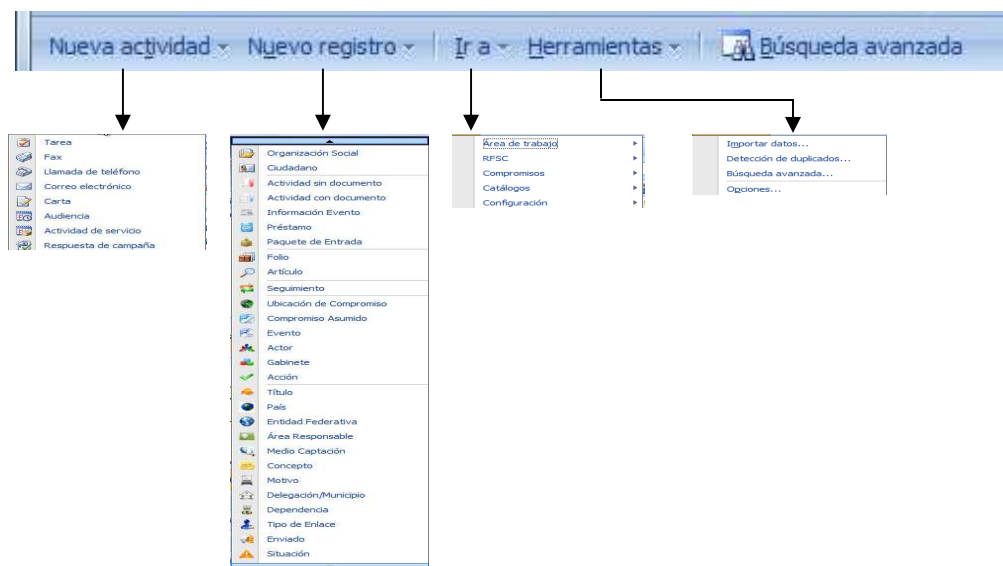 Nueva actividad Nuevo registro Ir a Herramientas Búsqueda avanzada
Tarea
Fax
Llamada de teléfono
Correo electrónico
Carta
Audiencia
Actividad de servicio
Respuesta de campaña
Organización Social
Ciudadano
Actividad sin documento
Actividad con documento
Información Evento
Préstamo
Paquete de Entrada
Folio
Artículo
Seguimiento
Ubicación de Compromiso
Compromiso Asumido
Evento
Actor
Gabinete
Acción
Título
País
Entidad Federativa
Área Responsable
Medio Captación
Concepto
Motivo
Delegación/Municipio
Dependencia
Tipo de Enlace
Enviado
Situación
Área de trabajo
RFSC
Compromisos
Catálogos
Configuración
Importar datos...
Detección de duplicados...
Búsqueda avanzada...
Opciones...